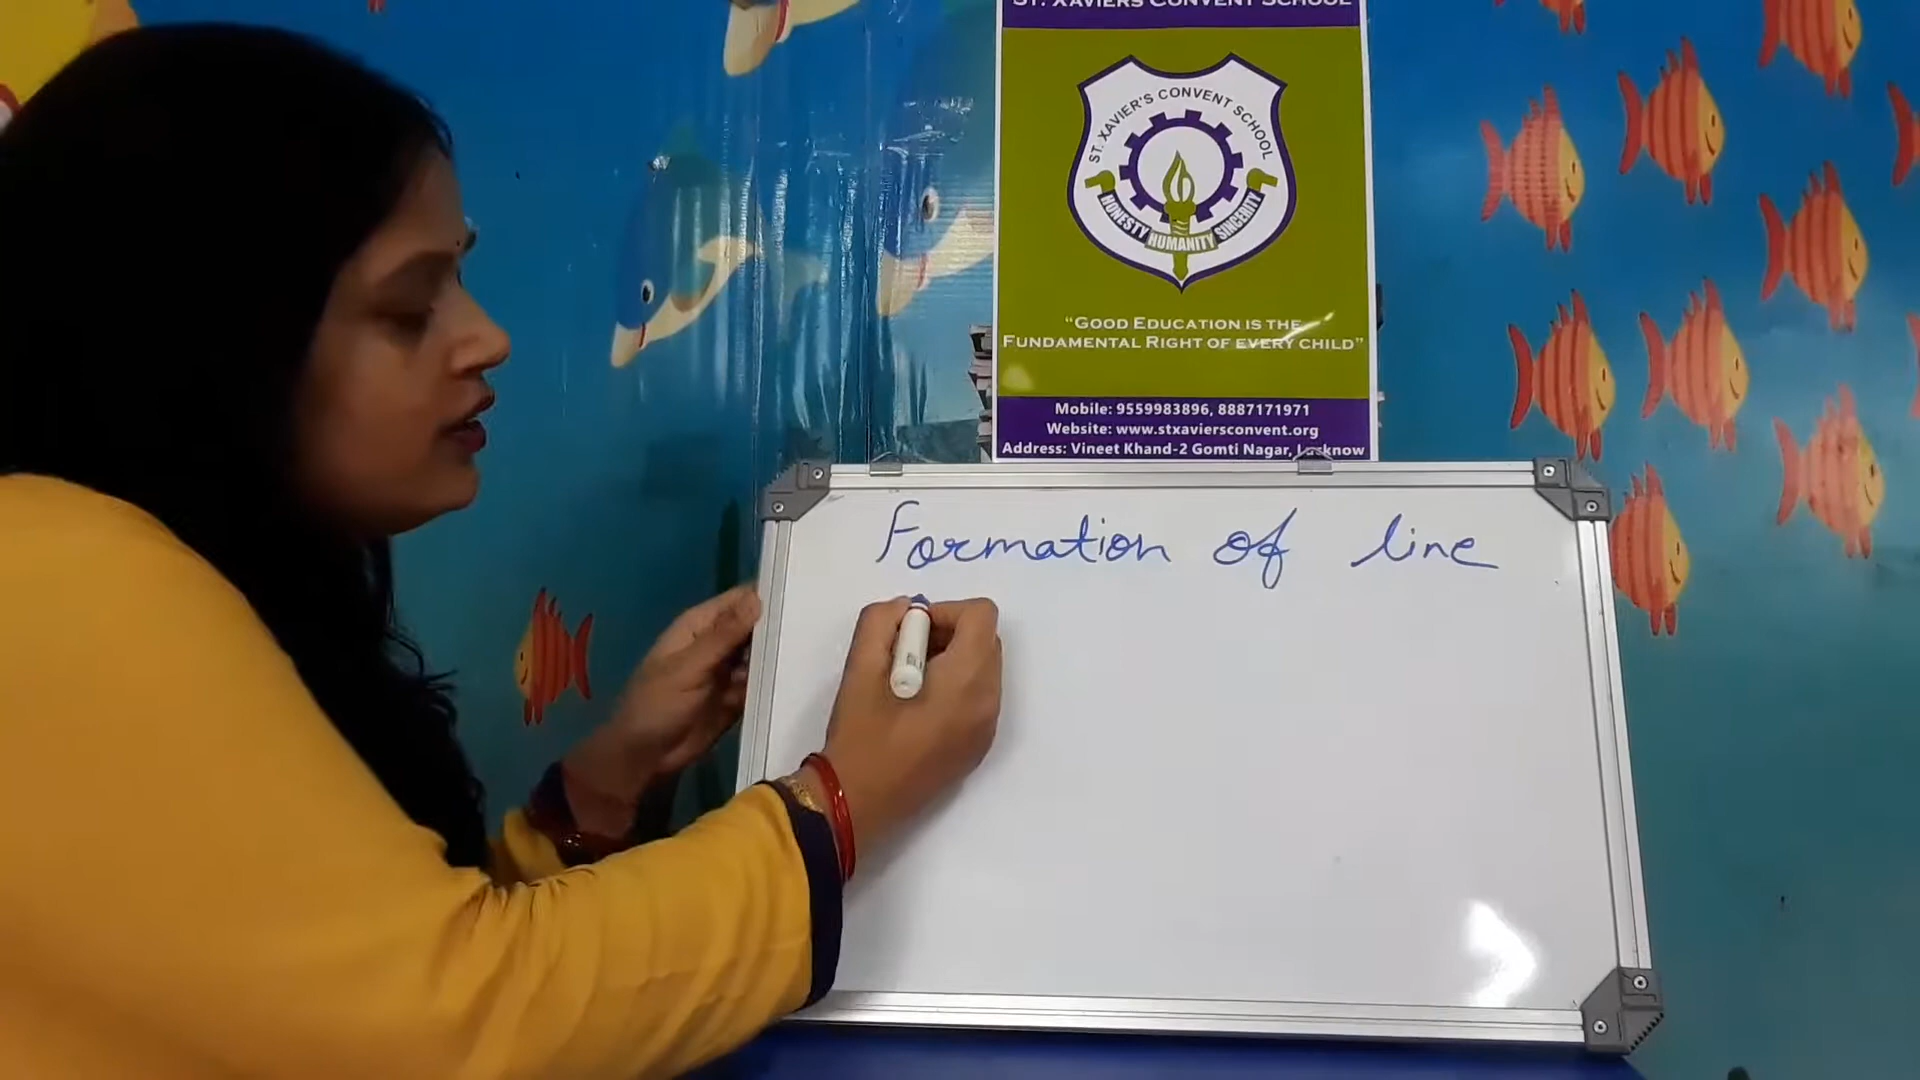 ST. XAVIERS CONVENT SCHOOL
ST. XAVIER'S CONVENT SCHOOL
HONESTY HUMANITY SINCERITY
“GOOD EDUCATION IS THE
FUNDAMENTAL RIGHT OF EVERY CHILD”
Mobile: 9559983896, 8887171971
Website: www.stxaviersconvent.org
Address: Vineet Khand-2 Gomti Nagar, Lucknow
Formation of line